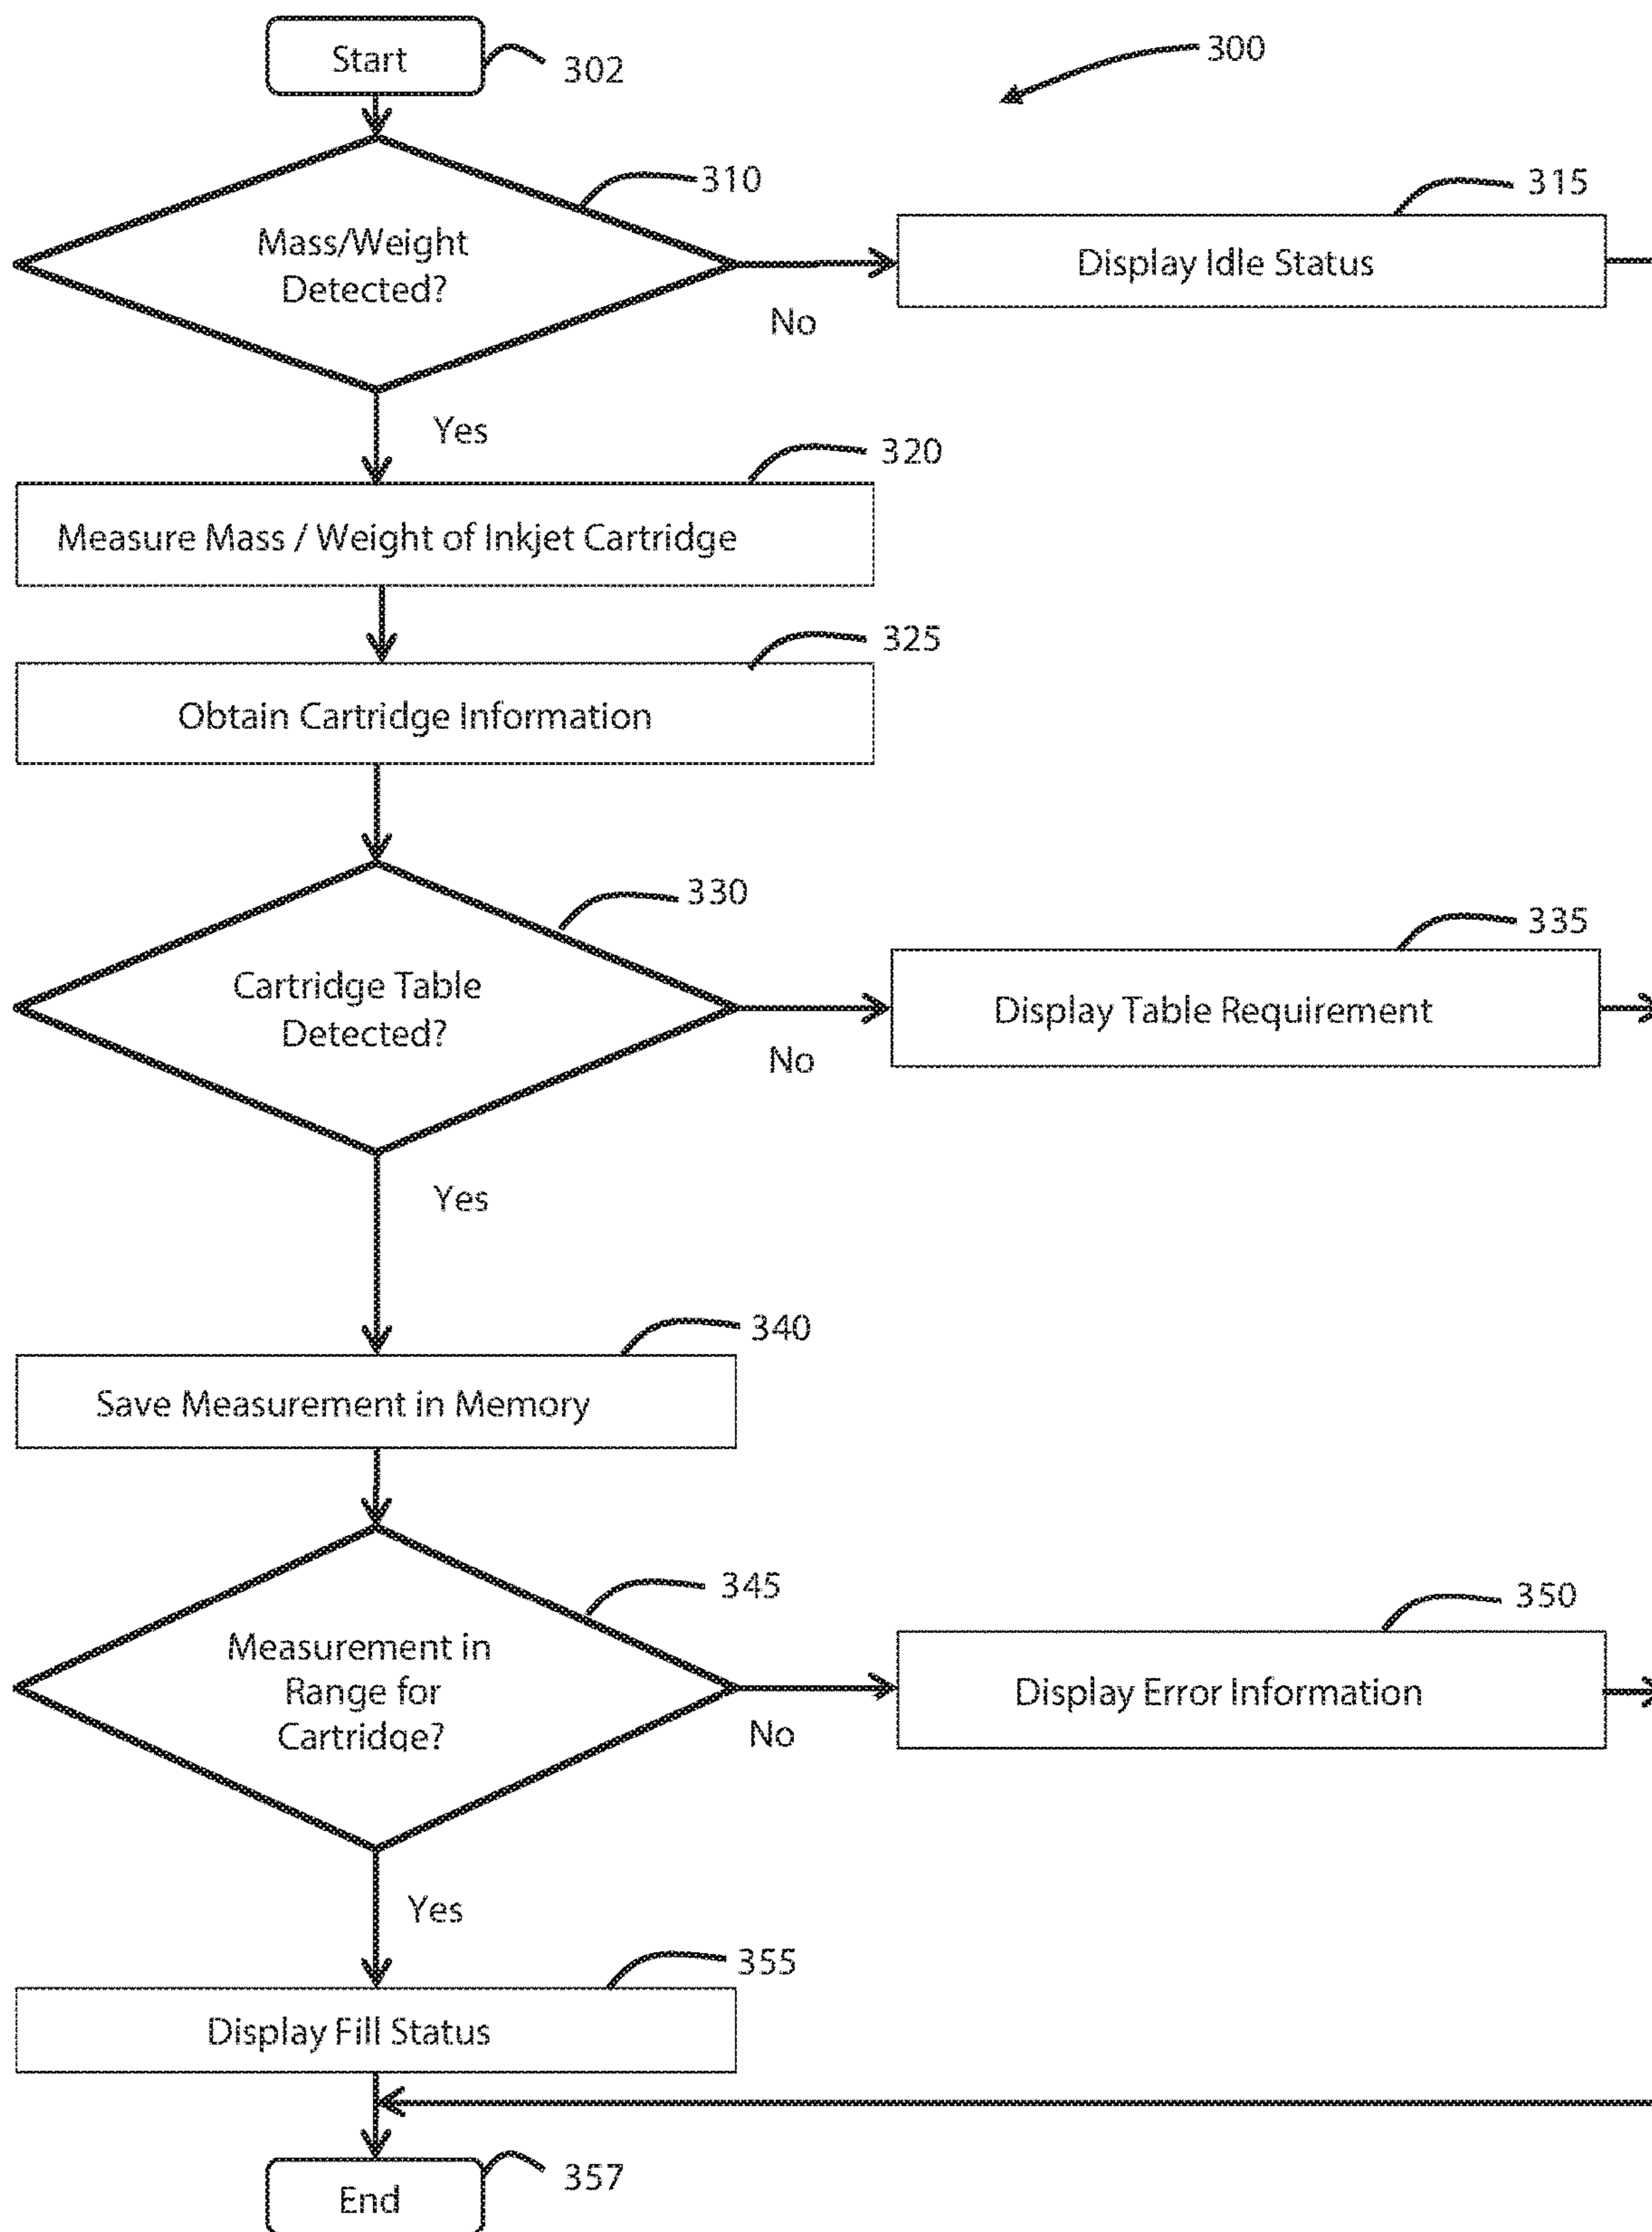 Start
302
300
310
315
Mass/Weight
Detected?
Display Idle Status
No
Yes
320
Measure Mass / Weight of Inkjet Cartridge
325
Obtain Cartridge Information
330
335
Cartridge Table
Detected?
Display Table Requirement
No
Yes
340
Save Measurement in Memory
345
350
Measurement in
Range for
Cartridge?
Display Error Information
No
Yes
355
Display Fill Status
End
357